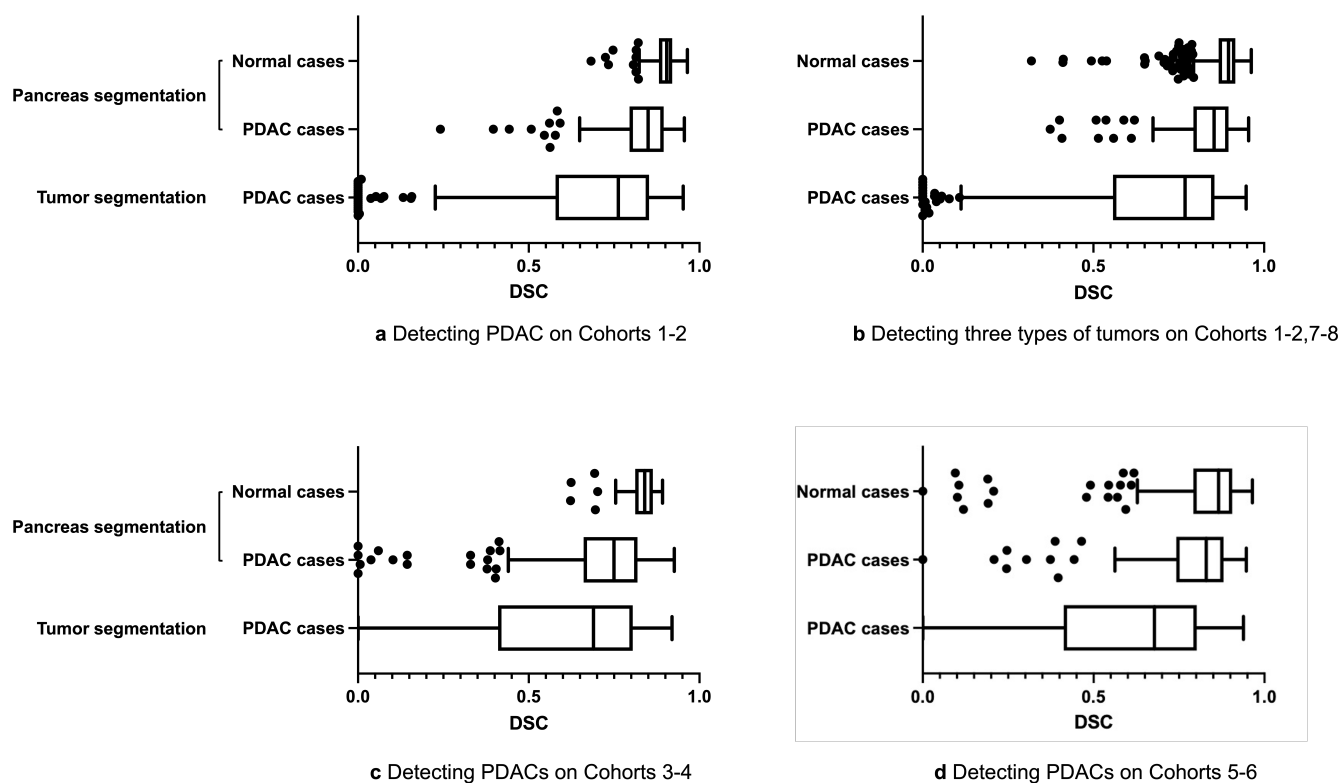 Normal cases
Pancreas segmentation
PDAC cases
Tumor segmentation PDAC cases
0.0 0.5 1.0
DSC
a Detecting PDAC on Cohorts 1-2
Normal cases
PDAC cases
PDAC cases
0.0 0.5 1.0
DSC
b Detecting three types of tumors on Cohorts 1-2,7-8
Normal cases
Pancreas segmentation
PDAC cases
Tumor segmentation PDAC cases
0.0 0.5 1.0
DSC
c Detecting PDACs on Cohorts 3-4
Normal cases
PDAC cases
PDAC cases
0.0 0.5 1.0
DSC
d Detecting PDACs on Cohorts 5-6